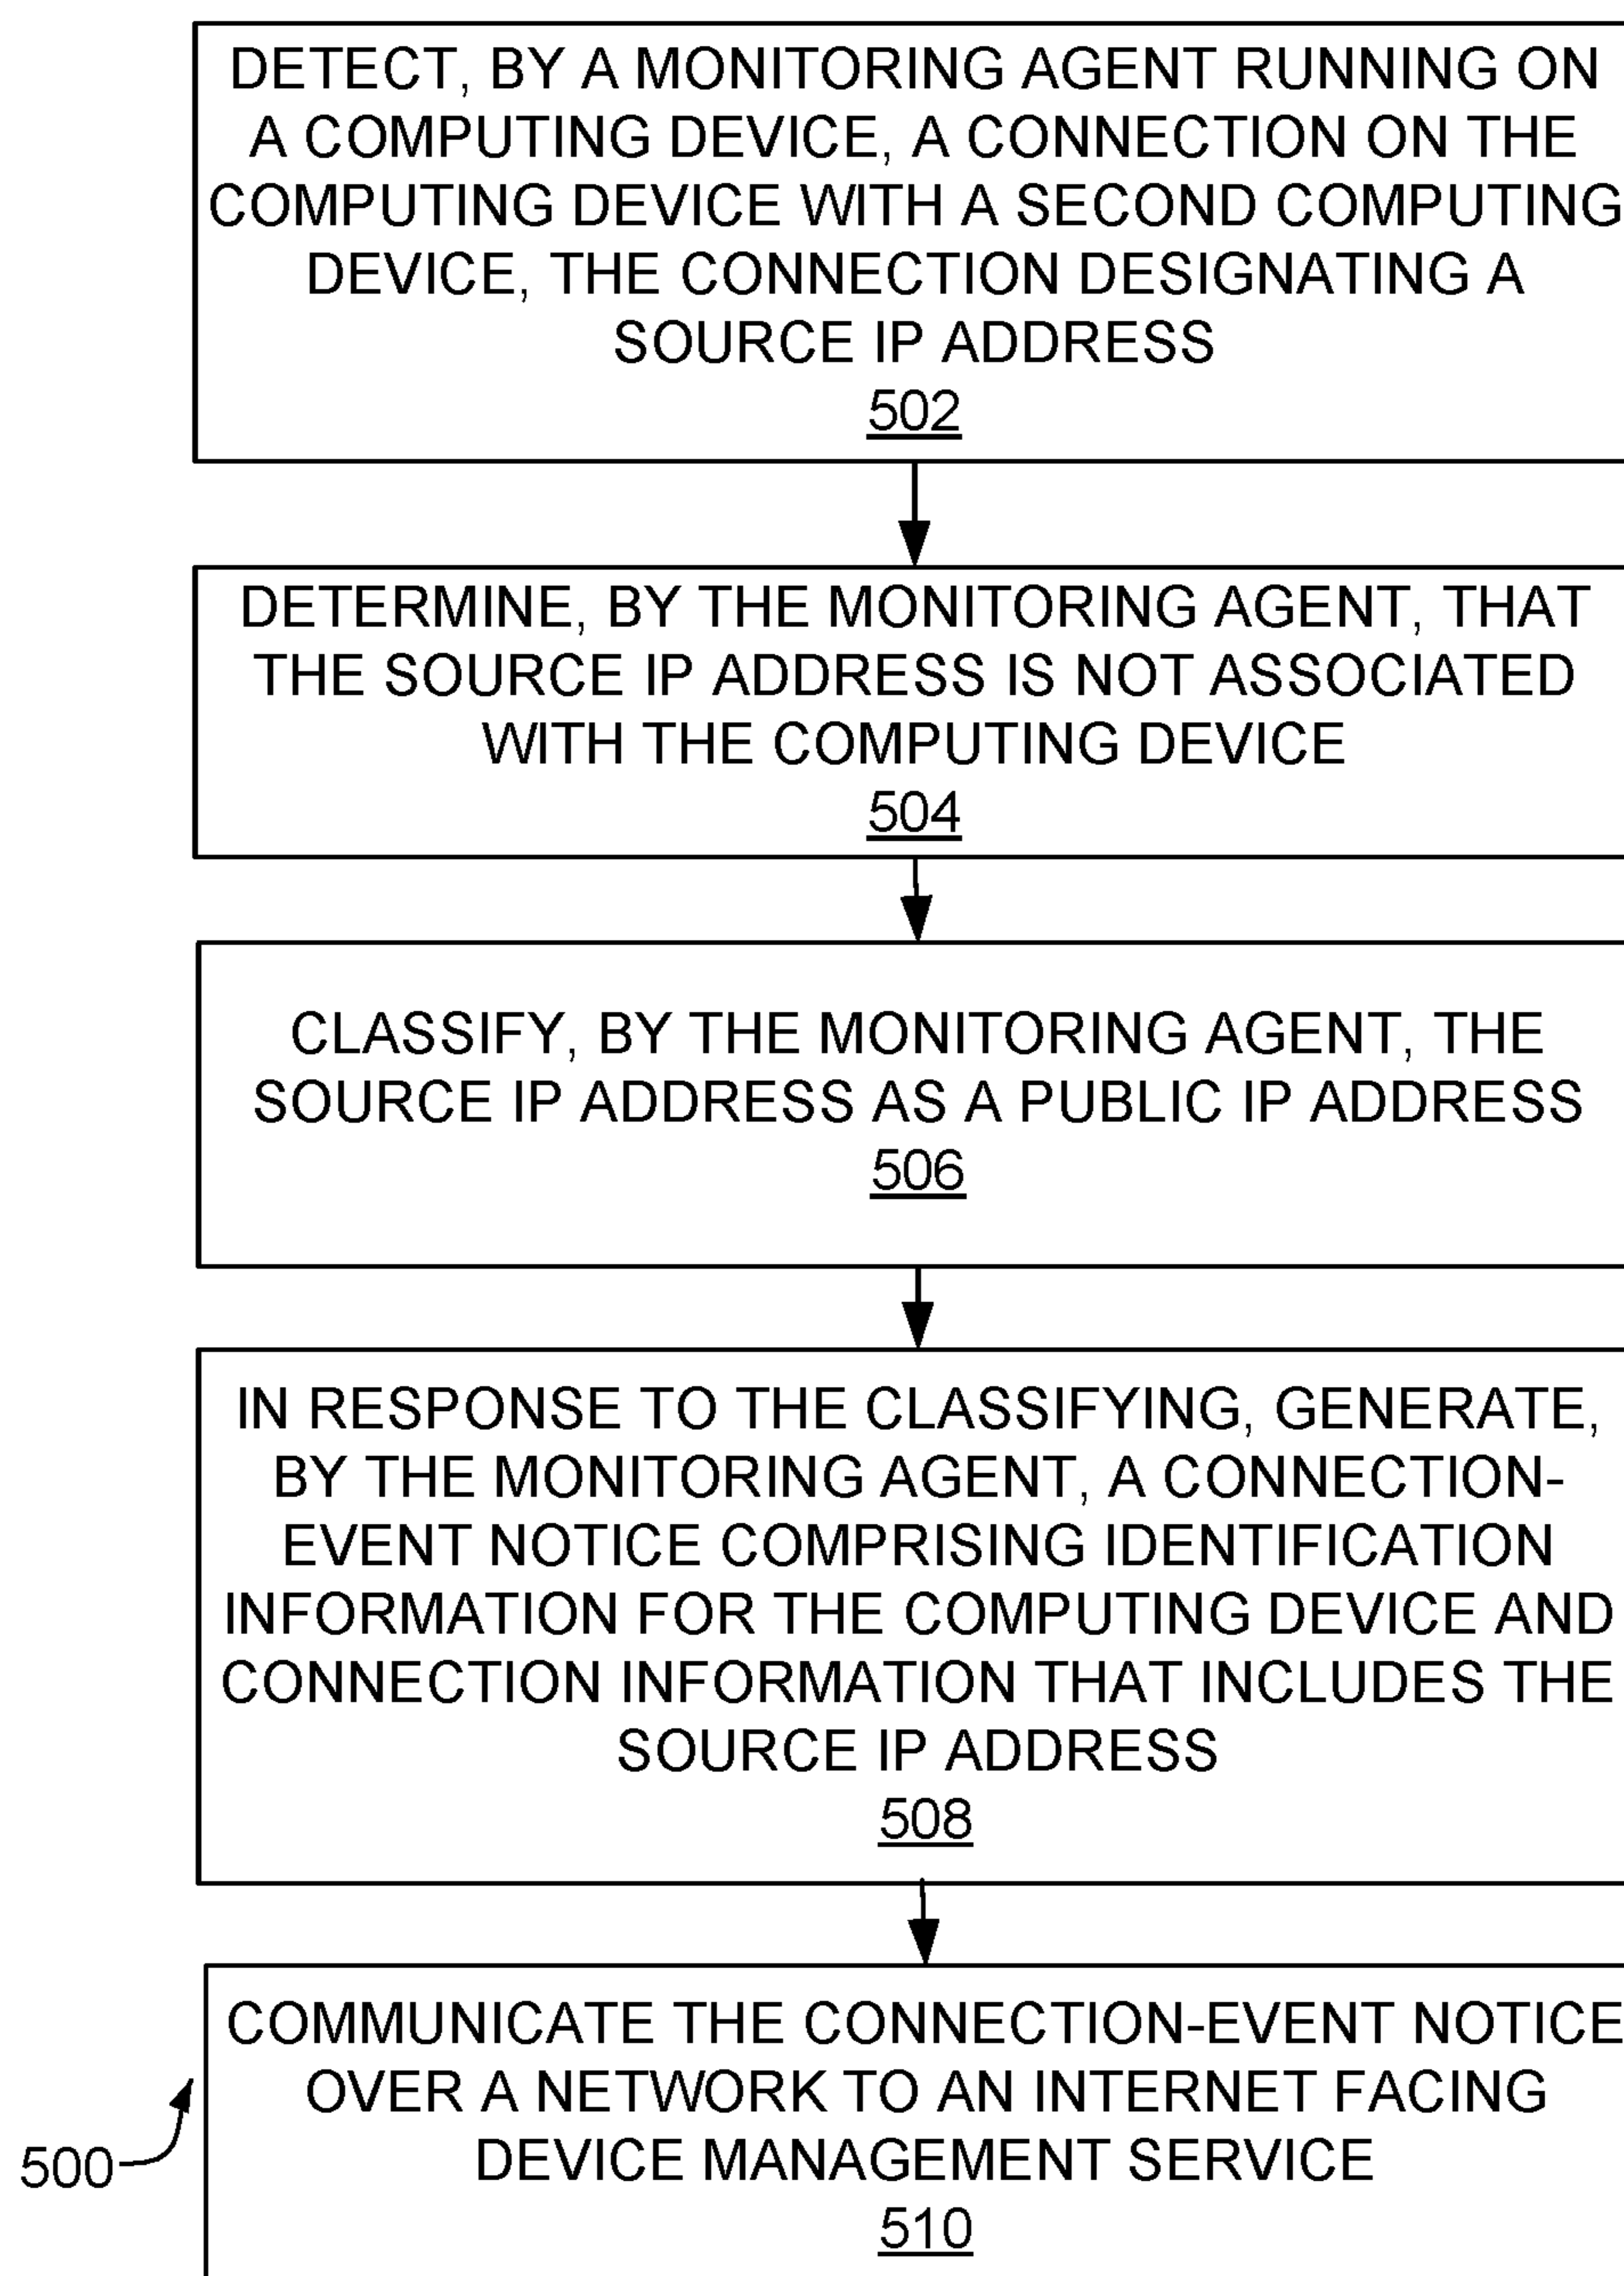 DETECT, BY A MONITORING AGENT RUNNING ON
A COMPUTING DEVICE, A CONNECTION ON THE
COMPUTING DEVICE WITH A SECOND COMPUTING
DEVICE, THE CONNECTION DESIGNATING A
SOURCE IP ADDRESS
502
DETERMINE, BY THE MONITORING AGENT, THAT
THE SOURCE IP ADDRESS IS NOT ASSOCIATED
WITH THE COMPUTING DEVICE
504
CLASSIFY, BY THE MONITORING AGENT, THE
SOURCE IP ADDRESS AS A PUBLIC IP ADDRESS
506
IN RESPONSE TO THE CLASSIFYING, GENERATE,
BY THE MONITORING AGENT, A CONNECTION-
EVENT NOTICE COMPRISING IDENTIFICATION
INFORMATION FOR THE COMPUTING DEVICE AND
CONNECTION INFORMATION THAT INCLUDES THE
SOURCE IP ADDRESS
508
COMMUNICATE THE CONNECTION-EVENT NOTICE
OVER A NETWORK TO AN INTERNET FACING
DEVICE MANAGEMENT SERVICE
510
500